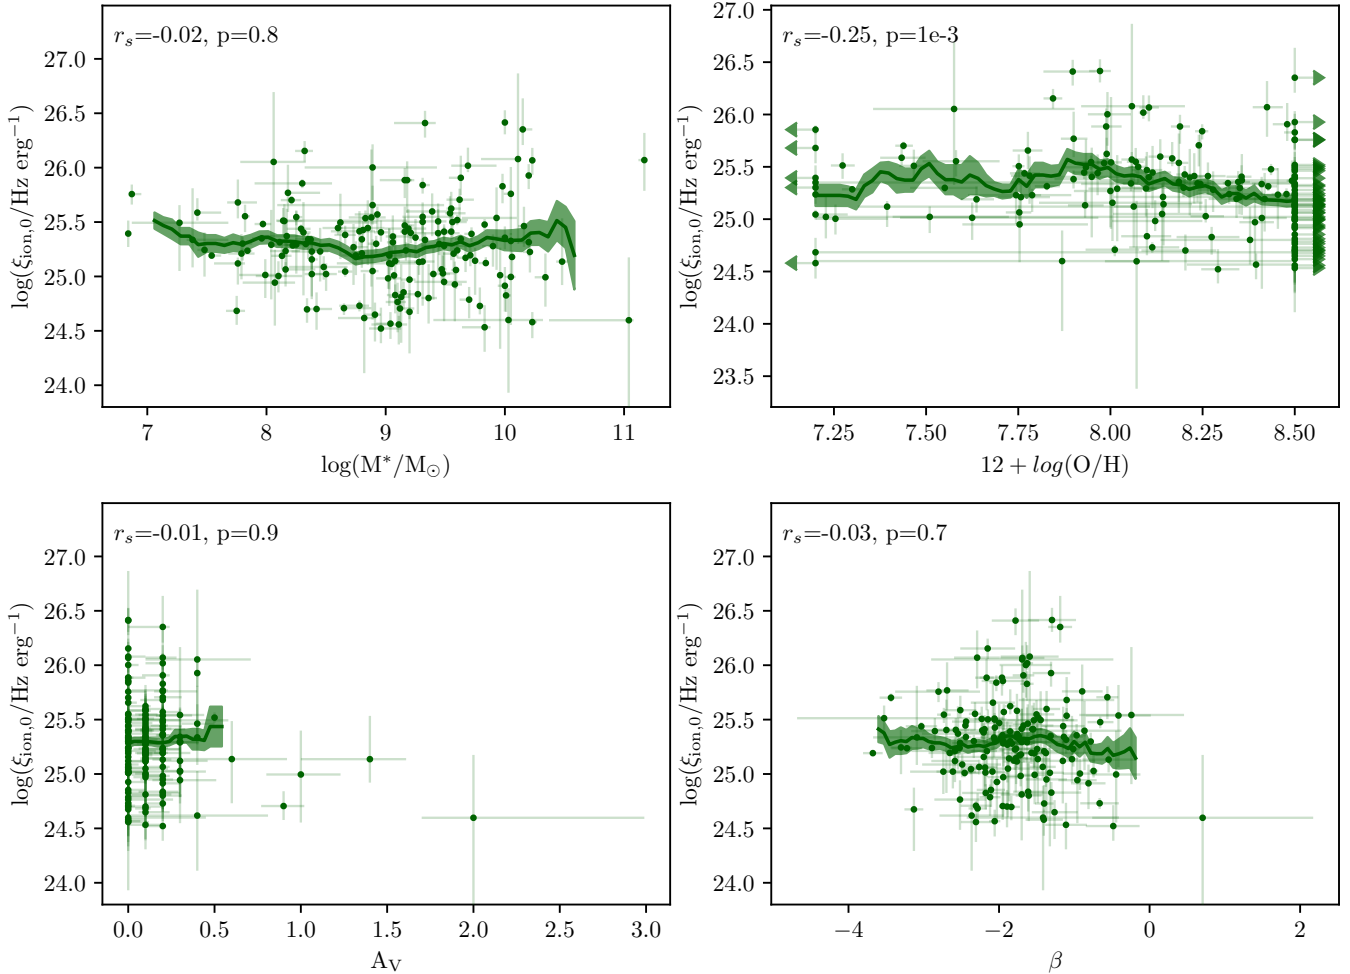 r_s=-0.02, p=0.8
27.0
26.5
26.0
25.5
25.0
24.5
24.0
log(ξ_ion,0/Hz erg⁻¹)
7 8 9 10 11
log(M*/M_⊙)
r_s=-0.25, p=1e-3
27.0
26.5
26.0
25.5
25.0
24.5
24.0
23.5
log(ξ_ion,0/Hz erg⁻¹)
7.25 7.50 7.75 8.00 8.25 8.50
12 + log(O/H)
r_s=-0.01, p=0.9
27.0
26.5
26.0
25.5
25.0
24.5
24.0
log(ξ_ion,0/Hz erg⁻¹)
0.0 0.5 1.0 1.5 2.0 2.5 3.0
A_V
r_s=-0.03, p=0.7
27.0
26.5
26.0
25.5
25.0
24.5
24.0
log(ξ_ion,0/Hz erg⁻¹)
−4 −2 0 2
β